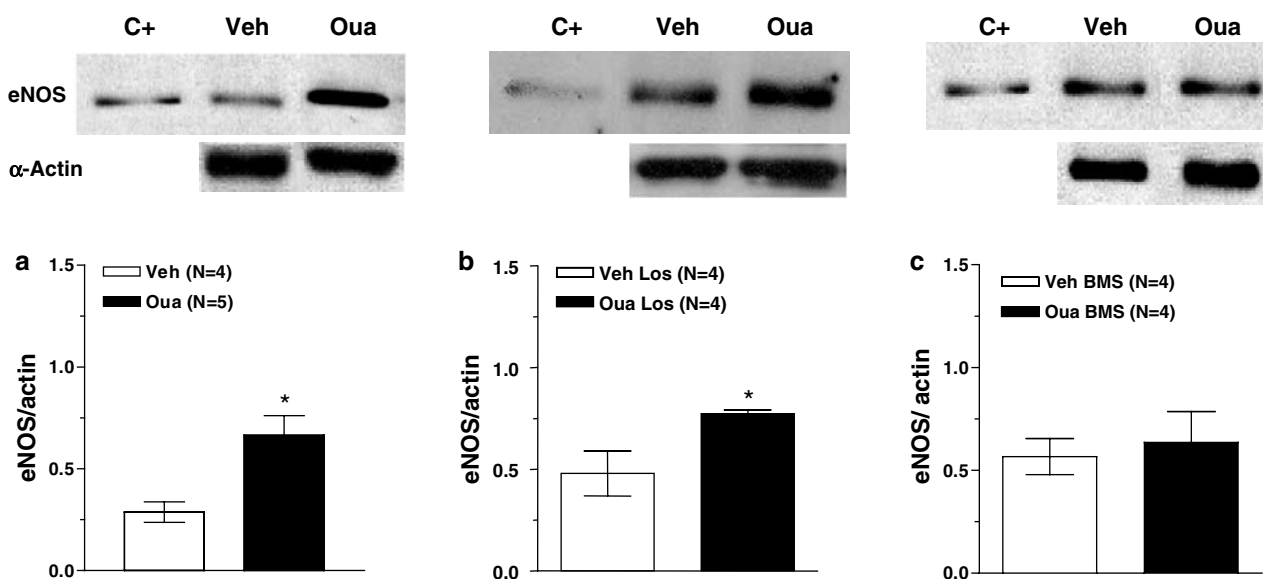 C+ Veh Oua
C+ Veh Oua
C+ Veh Oua
eNOS
α-Actin
a
Veh (N=4)
Oua (N=5)
1.5
1.0
0.5
0.0
eNOS/actin
*
b
Veh Los (N=4)
Oua Los (N=4)
1.5
1.0
0.5
0.0
eNOS/actin
*
c
Veh BMS (N=4)
Oua BMS (N=4)
1.5
1.0
0.5
0.0
eNOS/ actin